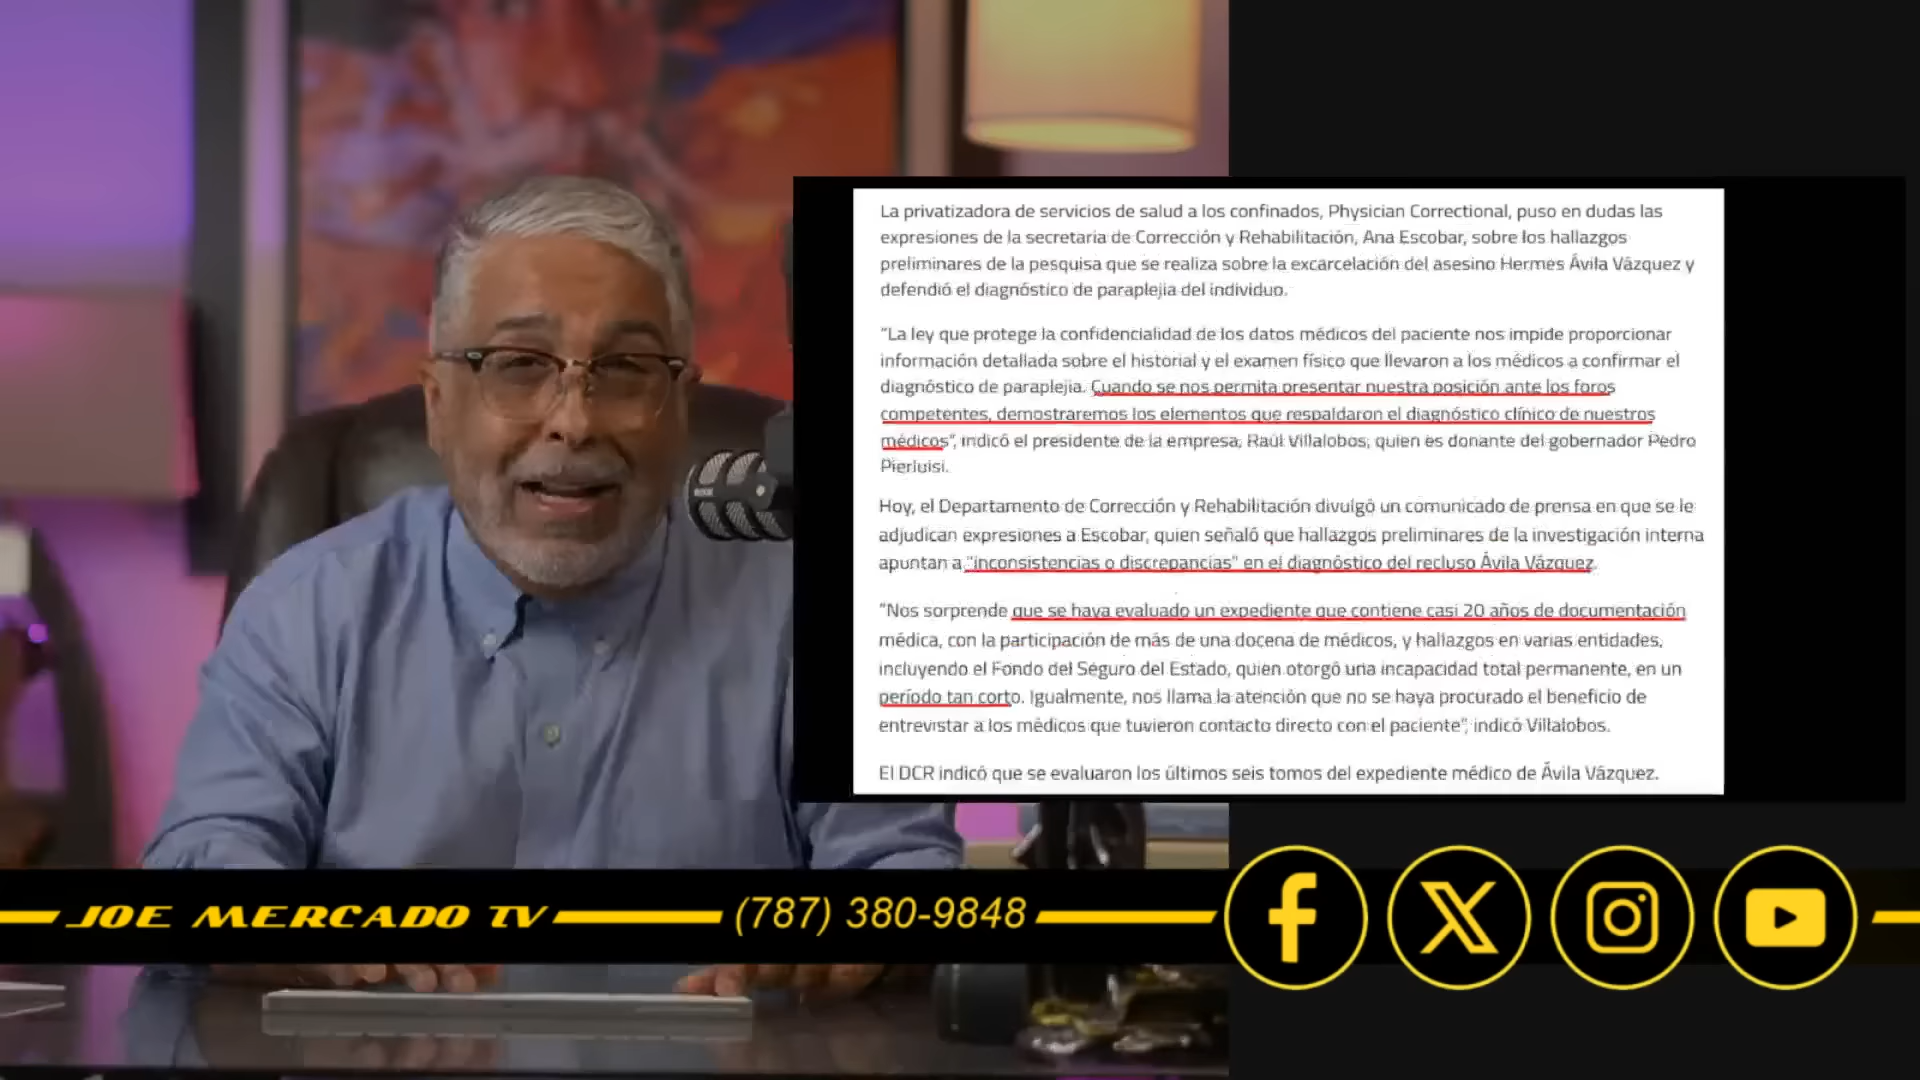 La privatizadora de servicios de salud a los confinados, Physician Correctional, puso en dudas las
expresiones de la secretaria de Corrección y Rehabilitación, Ana Escobar, sobre los hallazgos
preliminares de la pesquisa que se realiza sobre la excarcelación del asesino Hermes Ávila Vázquez y
defendió el diagnóstico de paraplejia del individuo.
“La ley que protege la confidencialidad de los datos médicos del paciente nos impide proporcionar
información detallada sobre el historial y el examen físico que llevaron a los médicos a confirmar el
diagnóstico de paraplejia. Cuando se nos permita presentar nuestra posición ante los foros
competentes, demostraremos los elementos que respaldaron el diagnóstico clínico de nuestros
médicos”, indicó el presidente de la empresa, Raúl Villalobos, quien es donante del gobernador Pedro
Pierluisi.
Hoy, el Departamento de Corrección y Rehabilitación divulgó un comunicado de prensa en que se le
adjudican expresiones a Escobar, quien señaló que hallazgos preliminares de la investigación interna
apuntan a “inconsistencias o discrepancias” en el diagnóstico del recluso Ávila Vázquez.
“Nos sorprende que se haya evaluado un expediente que contiene casi 20 años de documentación
médica, con la participación de más de una docena de médicos, y hallazgos en varias entidades,
incluyendo el Fondo del Seguro del Estado, quien otorgó una incapacidad total permanente, en un
período tan corto. Igualmente, nos llama la atención que no se haya procurado el beneficio de
entrevistar a los médicos que tuvieron contacto directo con el paciente”, indicó Villalobos.
El DCR indicó que se evaluaron los últimos seis tomos del expediente médico de Ávila Vázquez.
JOE MERCADO TV
(787) 380-9848